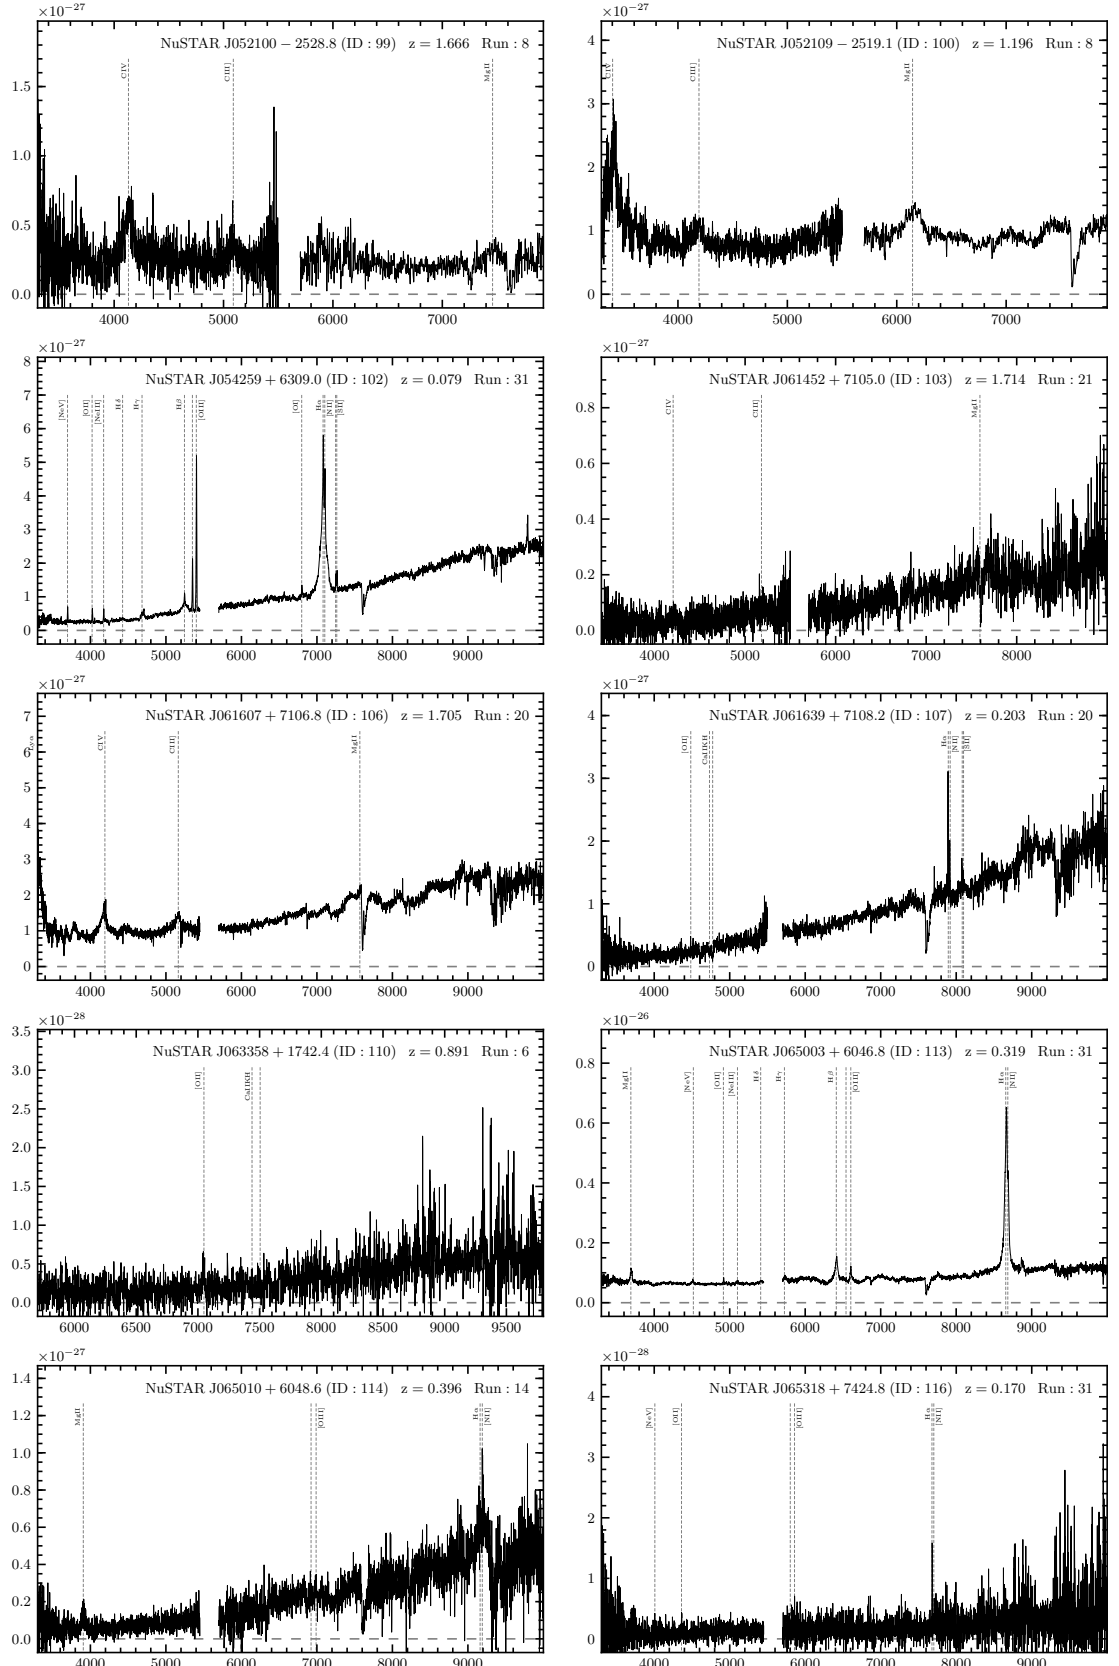 ×10−27
NuSTAR J052100 − 2528.8 (ID : 99) z = 1.666 Run : 8
CIV
CIII]
MgII
1.5
1.0
0.5
0.0
4000 5000 6000 7000
×10−27
NuSTAR J052109 − 2519.1 (ID : 100) z = 1.196 Run : 8
CIV
CIII]
MgII
4
3
2
1
0
4000 5000 6000 7000
×10−27
NuSTAR J054259 + 6309.0 (ID : 102) z = 0.079 Run : 31
[NeV]
[OII]
[NeIII]
Hδ
Hγ
Hβ
[OIII]
[OI]
Hα
[NII]
[SII]
8
7
6
5
4
3
2
1
0
4000 5000 6000 7000 8000 9000
×10−27
NuSTAR J061452 + 7105.0 (ID : 103) z = 1.714 Run : 21
CIV
CIII]
MgII
0.8
0.6
0.4
0.2
0.0
4000 5000 6000 7000 8000
×10−27
NuSTAR J061607 + 7106.8 (ID : 106) z = 1.705 Run : 20
Lyα
CIV
CIII]
MgII
7
6
5
4
3
2
1
0
4000 5000 6000 7000 8000 9000
×10−27
NuSTAR J061639 + 7108.2 (ID : 107) z = 0.203 Run : 20
[OII]
CaIIKH
Hα
[NII]
[SII]
4
3
2
1
0
4000 5000 6000 7000 8000 9000
×10−28
NuSTAR J063358 + 1742.4 (ID : 110) z = 0.891 Run : 6
[OII]
CaIIKH
3.5
3.0
2.5
2.0
1.5
1.0
0.5
0.0
6000 6500 7000 7500 8000 8500 9000 9500
×10−26
NuSTAR J065003 + 6046.8 (ID : 113) z = 0.319 Run : 31
MgII
[NeV]
[OII]
[NeIII]
Hδ
Hγ
Hβ
[OIII]
Hα
[NII]
0.8
0.6
0.4
0.2
0.0
4000 5000 6000 7000 8000 9000
×10−27
NuSTAR J065010 + 6048.6 (ID : 114) z = 0.396 Run : 14
MgII
[OIII]
Hα
[NII]
1.4
1.2
1.0
0.8
0.6
0.4
0.2
0.0
4000 5000 6000 7000 8000 9000
×10−28
NuSTAR J065318 + 7424.8 (ID : 116) z = 0.170 Run : 31
[NeV]
[OII]
[OIII]
Hα
[NII]
4
3
2
1
0
4000 5000 6000 7000 8000 9000